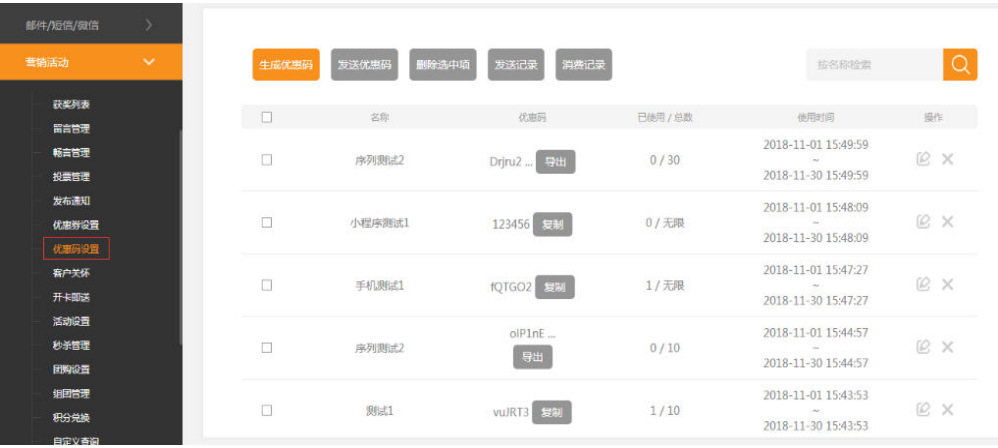 邮件/短信/微信
营销活动
获奖列表
留言管理
畅言管理
投票管理
发布通知
优惠券设置
优惠码设置
客户关怀
开卡即送
活动设置
秒杀管理
团购设置
组团管理
积分兑换
自定义查询
生成优惠码 发送优惠码 删除选中项 发送记录 消费记录 按名称检索
名称 优惠码 已使用 / 总数 使用时间 操作
序列测试2 Drjru2 ... 导出 0 / 30 2018-11-01 15:49:59
~
2018-11-30 15:49:59
小程序测试1 123456 复制 0 / 无限 2018-11-01 15:48:09
~
2018-11-30 15:48:09
手机测试1 fQTGO2 复制 1 / 无限 2018-11-01 15:47:27
~
2018-11-30 15:47:27
序列测试2 oIP1nE ... 导出 0 / 10 2018-11-01 15:44:57
~
2018-11-30 15:44:57
测试1 vuJRT3 复制 1 / 10 2018-11-01 15:43:53
~
2018-11-30 15:43:53